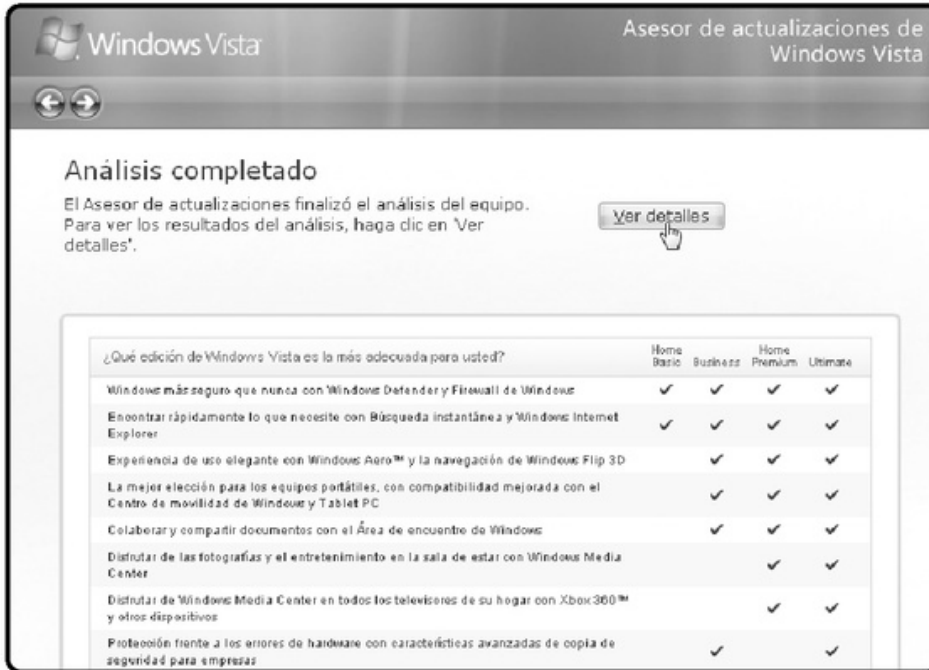 Windows Vista
Asesor de actualizaciones de
Windows Vista
Análisis completado
El Asesor de actualizaciones finalizó el análisis del equipo.
Para ver los resultados del análisis, haga clic en 'Ver
detalles'.
Ver detalles
¿Qué edición de Windows Vista es la más adecuada para usted?
Home
Basic
Business
Home
Premium
Ultimate
Windows más seguro que nunca con Windows Defender y Firewall de Windows
Encontrar rápidamente lo que necesite con Búsqueda instantánea y Windows Internet
Explorer
Experiencia de uso elegante con Windows Aero™ y la navegación de Windows Flip 3D
La mejor elección para los equipos portátiles, con compatibilidad mejorada con el
Centro de movilidad de Windows y Tablet PC
Colaborar y compartir documentos con el Área de encuentro de Windows
Disfrutar de las fotografías y el entretenimiento en la sala de estar con Windows Media
Center
Disfrutar de Windows Media Center en todos los televisores de su hogar con Xbox 360™
y otros dispositivos
Protección frente a los errores de hardware con características avanzadas de copia de
seguridad para empresas